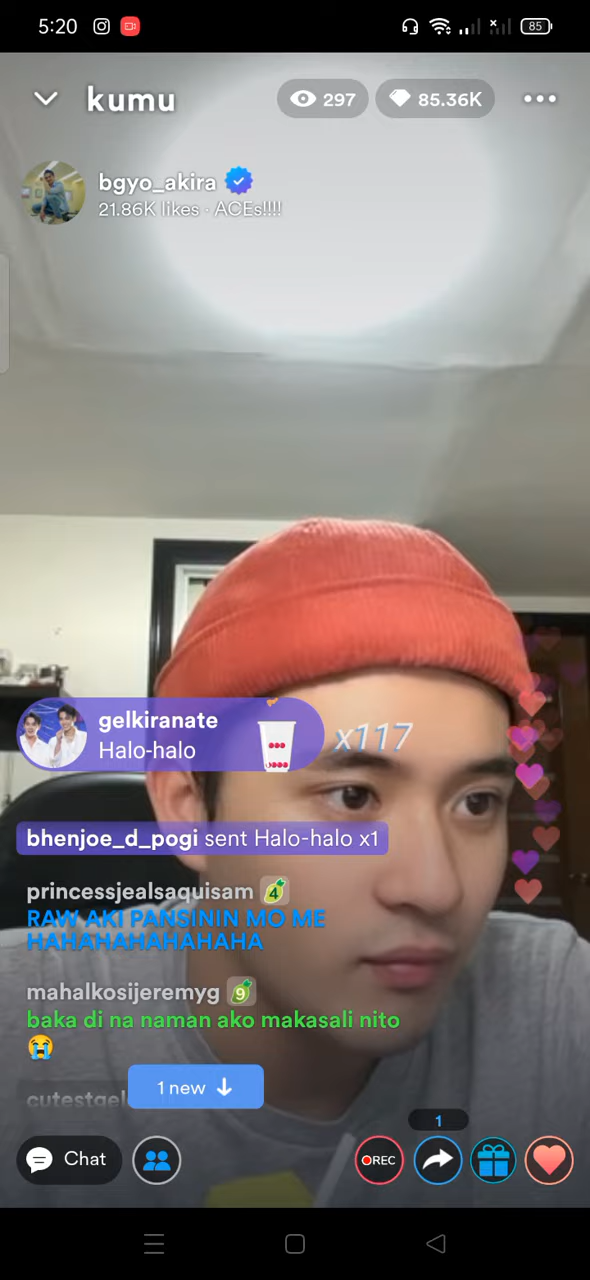 5:20
85
kumu
297
85.36K
bgyo_akira
21.86K likes · ACEs!!!!
gelkiranate
Halo-halo
x117
bhenjoe_d_pogi sent Halo-halo x1
princessjealsaquisam 4
RAW AKI PANSININ MO ME
HAHAHAHAHAHAHA
mahalkosijeremyg 9
baka di na naman ako makasali nito
😭
1 new
1
Chat
REC